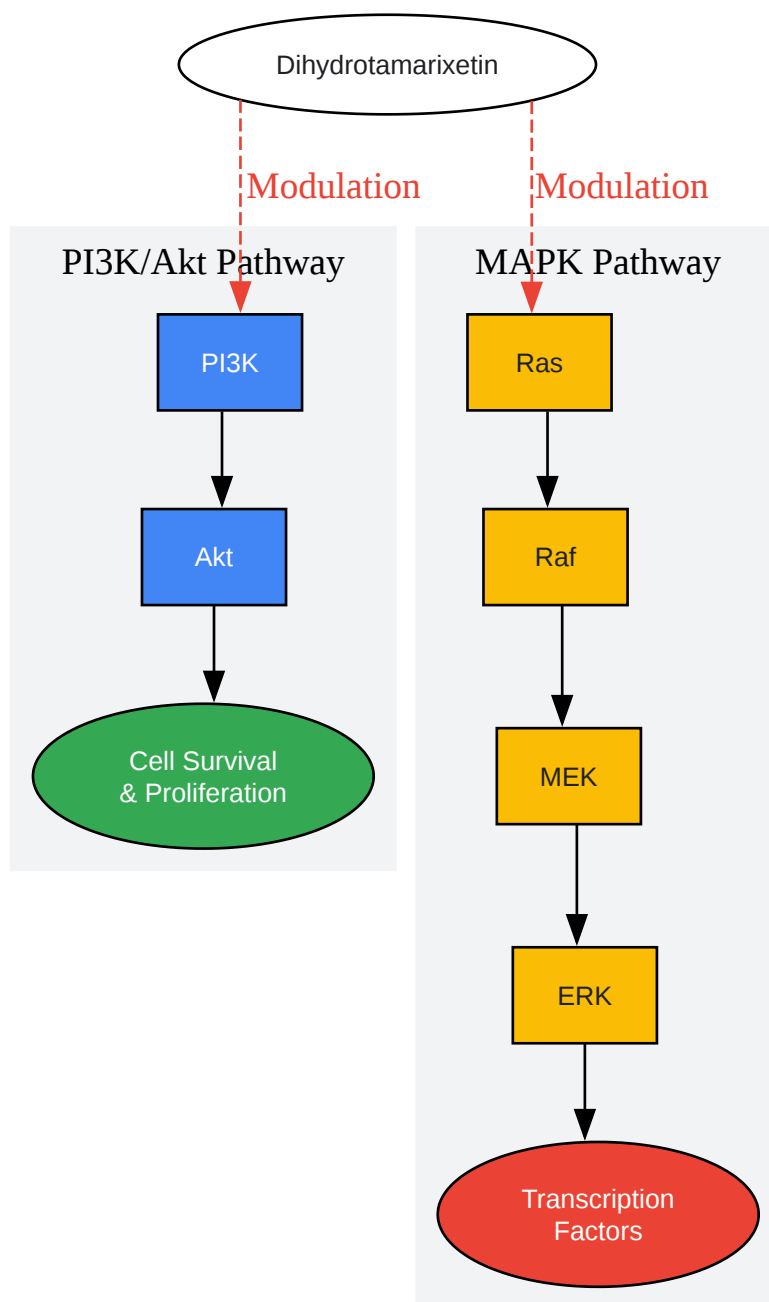 Dihydrotamarixetin
Modulation
Modulation
PI3K/Akt Pathway
MAPK Pathway
PI3K
Ras
Akt
Raf
Cell Survival
& Proliferation
MEK
ERK
Transcription
Factors